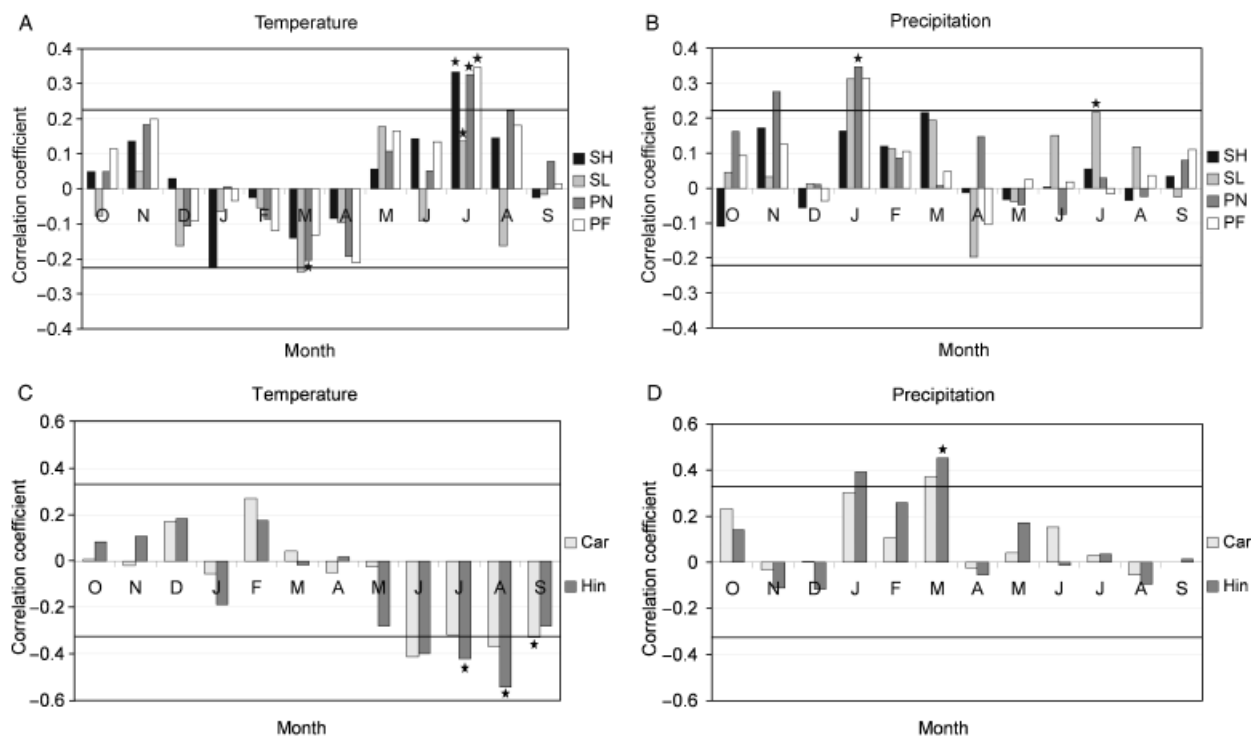 A
Temperature
0.4
0.3
0.2
0.1
0
−0.1
−0.2
−0.3
−0.4
Correlation coefficient
O N D J F M A M J J A S
Month
SH
SL
PN
PF
B
Precipitation
0.4
0.3
0.2
0.1
0
−0.1
−0.2
−0.3
−0.4
Correlation coefficient
O N D J F M A M J J A S
Month
SH
SL
PN
PF
C
Temperature
0.6
0.4
0.2
0
−0.2
−0.4
−0.6
Correlation coefficient
O N D J F M A M J J A S
Month
Car
Hin
D
Precipitation
0.6
0.4
0.2
0
−0.2
−0.4
−0.6
Correlation coefficient
O N D J F M A M J J A S
Month
Car
Hin